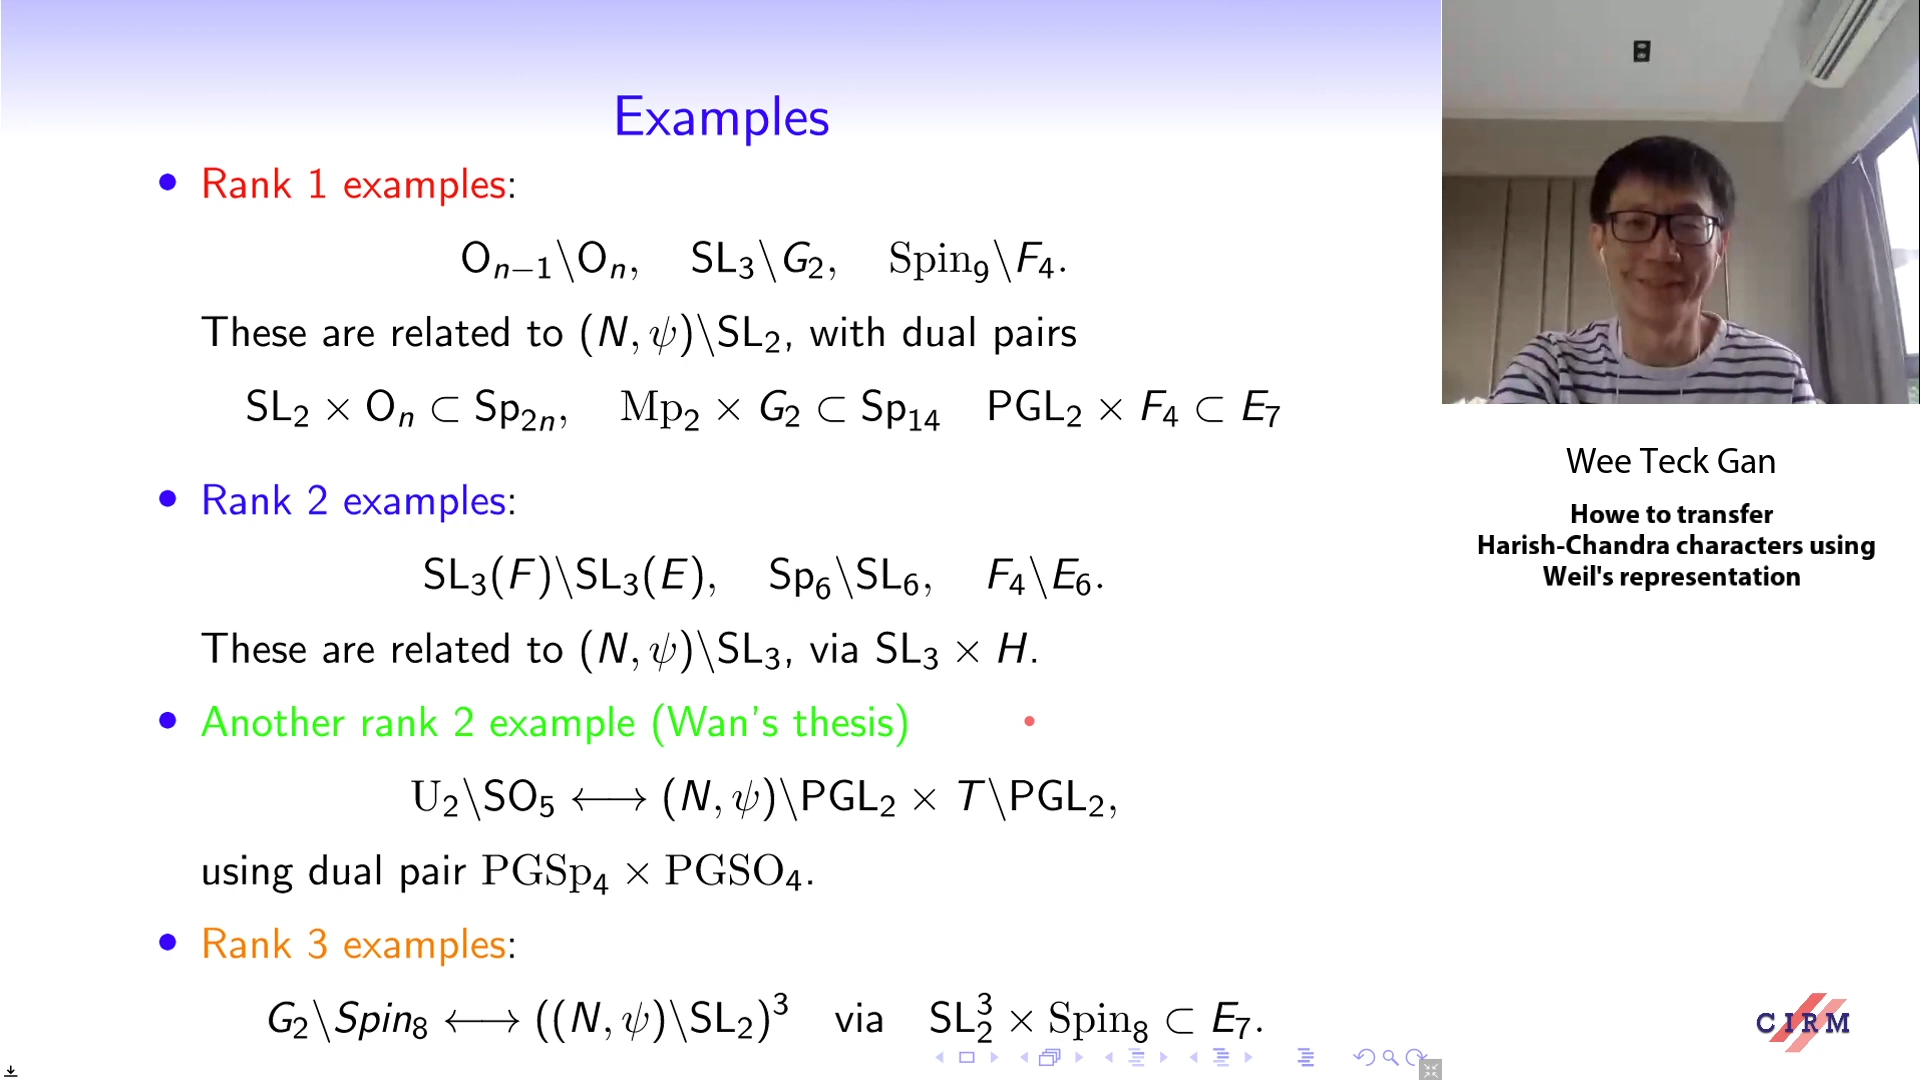 Examples
• Rank 1 examples:
O_{n−1}\O_n, SL_3\G_2, Spin_9\F_4.
These are related to (N, ψ)\SL_2, with dual pairs
SL_2 × O_n ⊂ Sp_{2n}, Mp_2 × G_2 ⊂ Sp_{14} PGL_2 × F_4 ⊂ E_7
• Rank 2 examples:
SL_3(F)\SL_3(E), Sp_6\SL_6, F_4\E_6.
These are related to (N, ψ)\SL_3, via SL_3 × H.
• Another rank 2 example (Wan's thesis)
U_2\SO_5 ⟷ (N, ψ)\PGL_2 × T\PGL_2,
using dual pair PGSp_4 × PGSO_4.
• Rank 3 examples:
G_2\Spin_8 ⟷ ((N, ψ)\SL_2)^3 via SL_2^3 × Spin_8 ⊂ E_7.
Wee Teck Gan
Howe to transfer
Harish-Chandra characters using
Weil's representation
CIRM